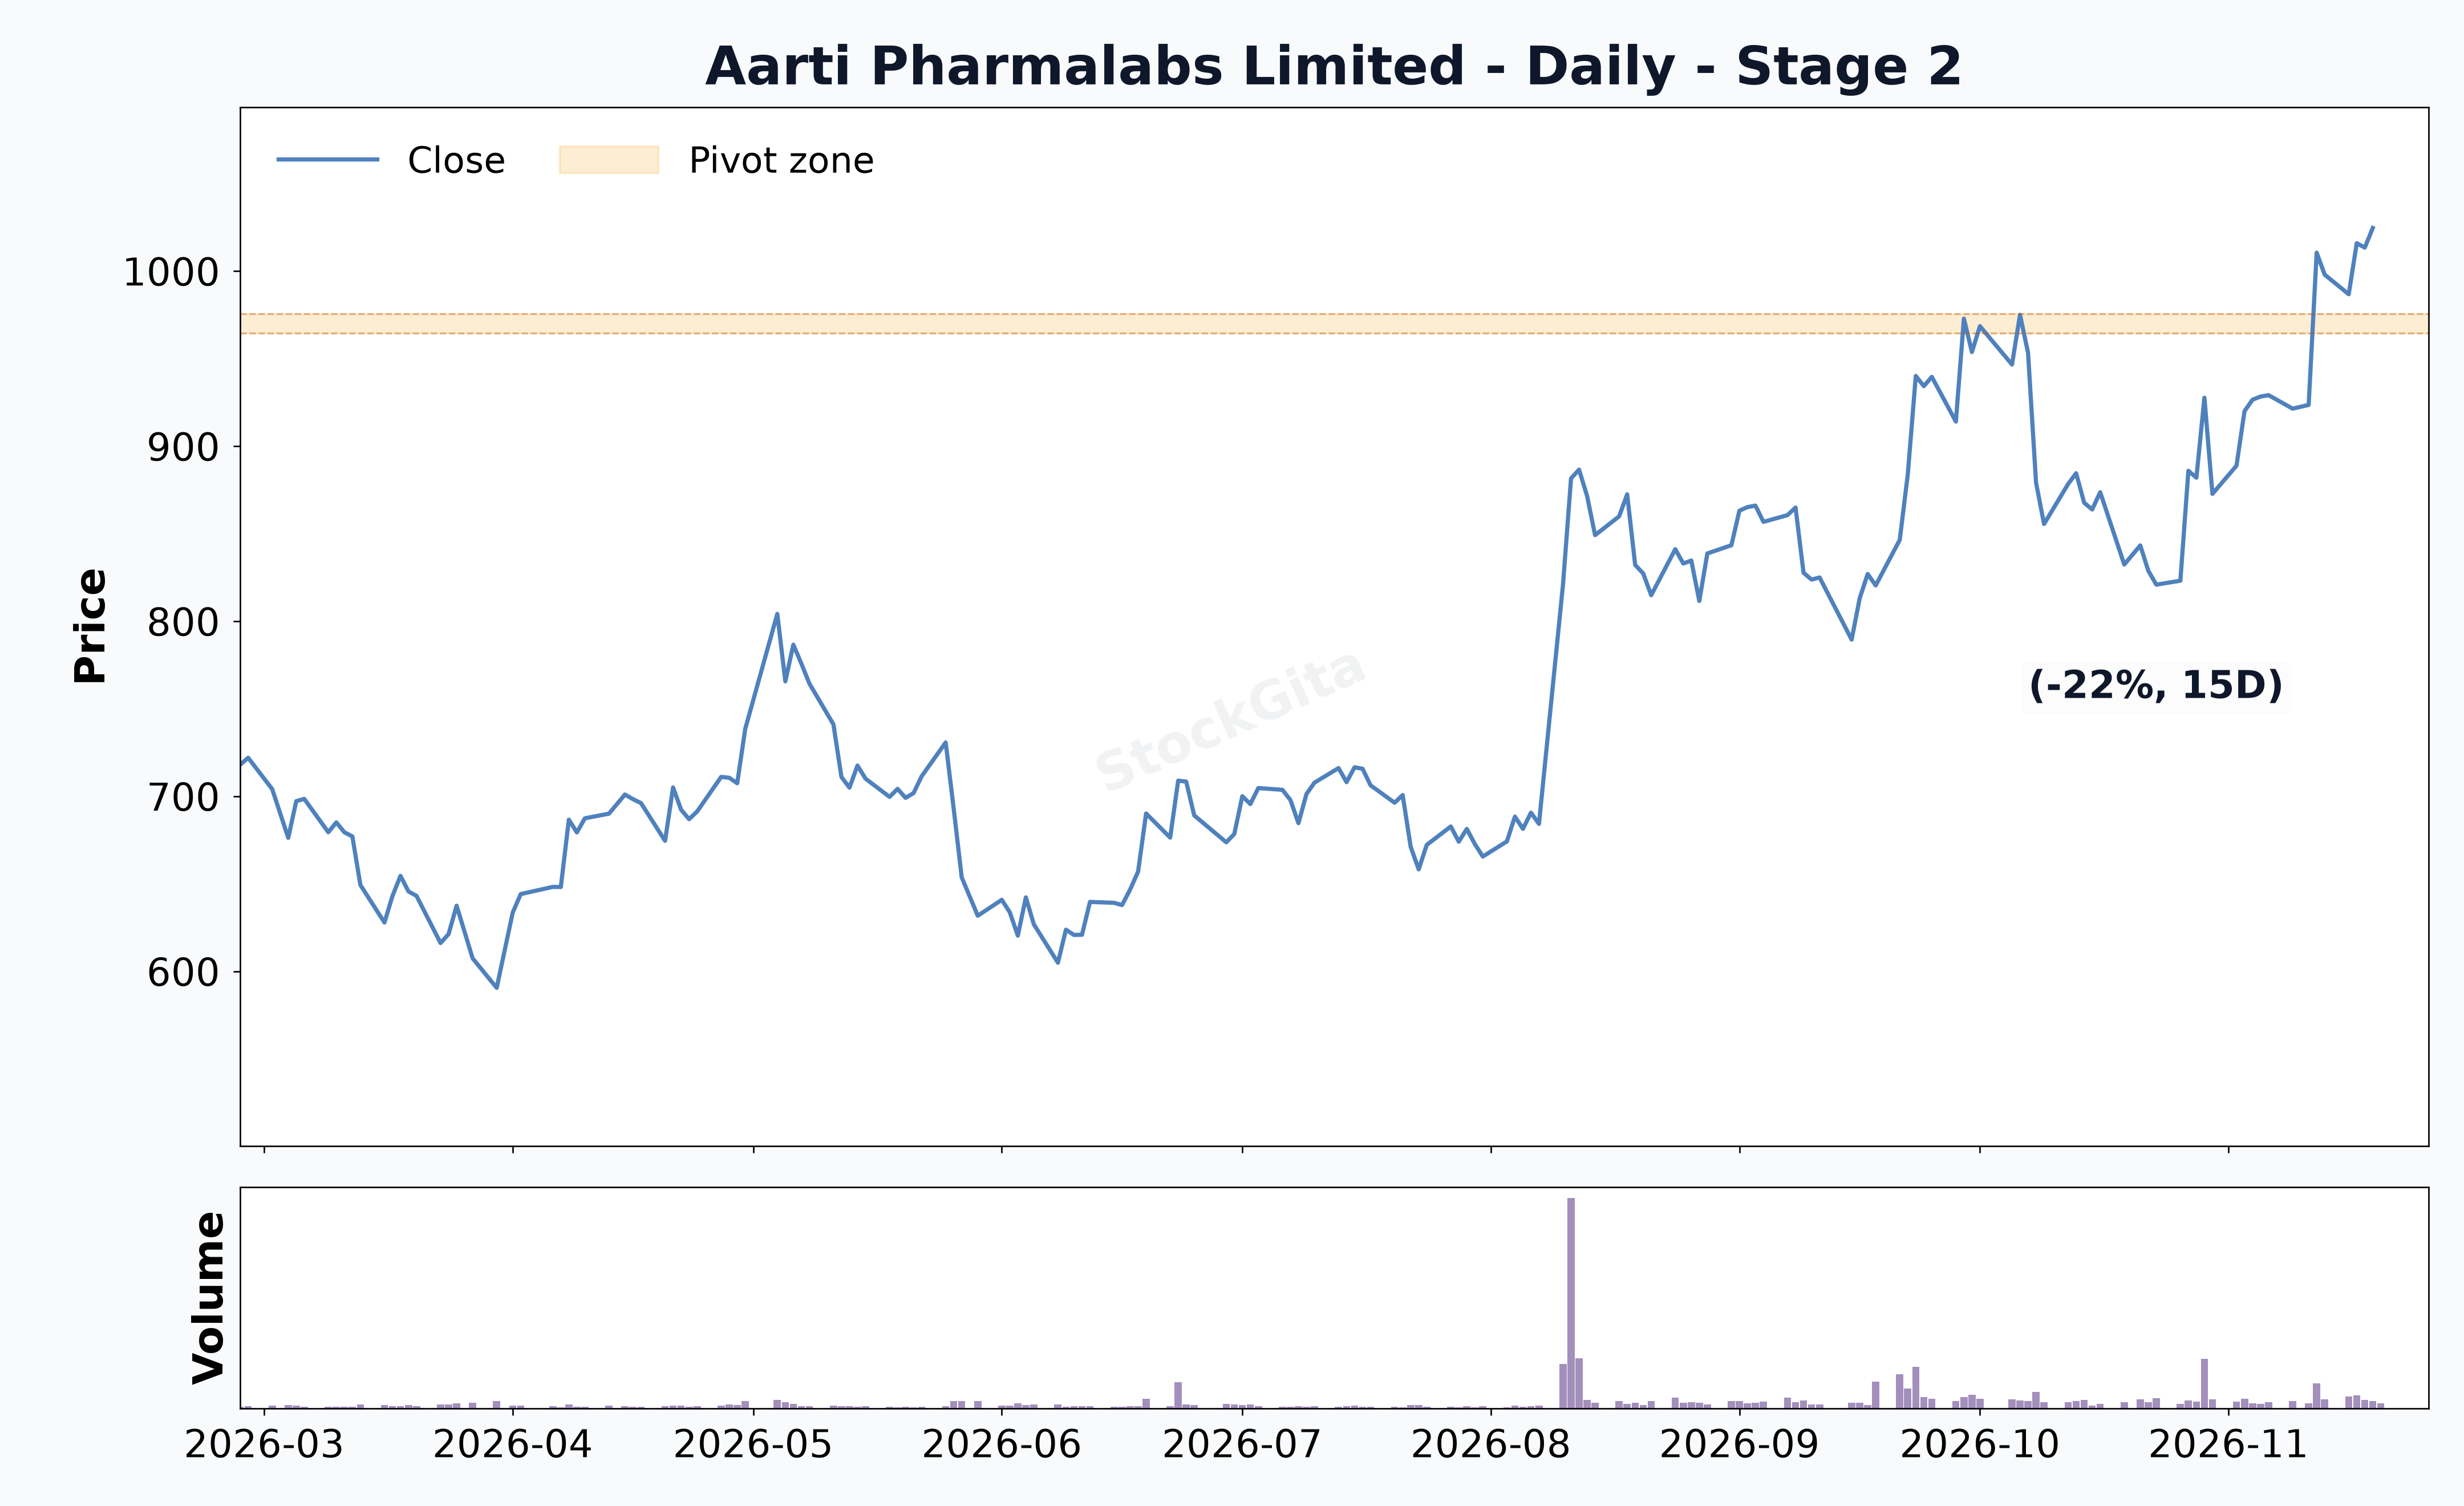 Aarti Pharmalabs Limited - Daily - Stage 2
Close
Pivot zone
1000
900
800
700
600
Price
StockGita
(-22%, 15D)
Volume
2026-03
2026-04
2026-05
2026-06
2026-07
2026-08
2026-09
2026-10
2026-11